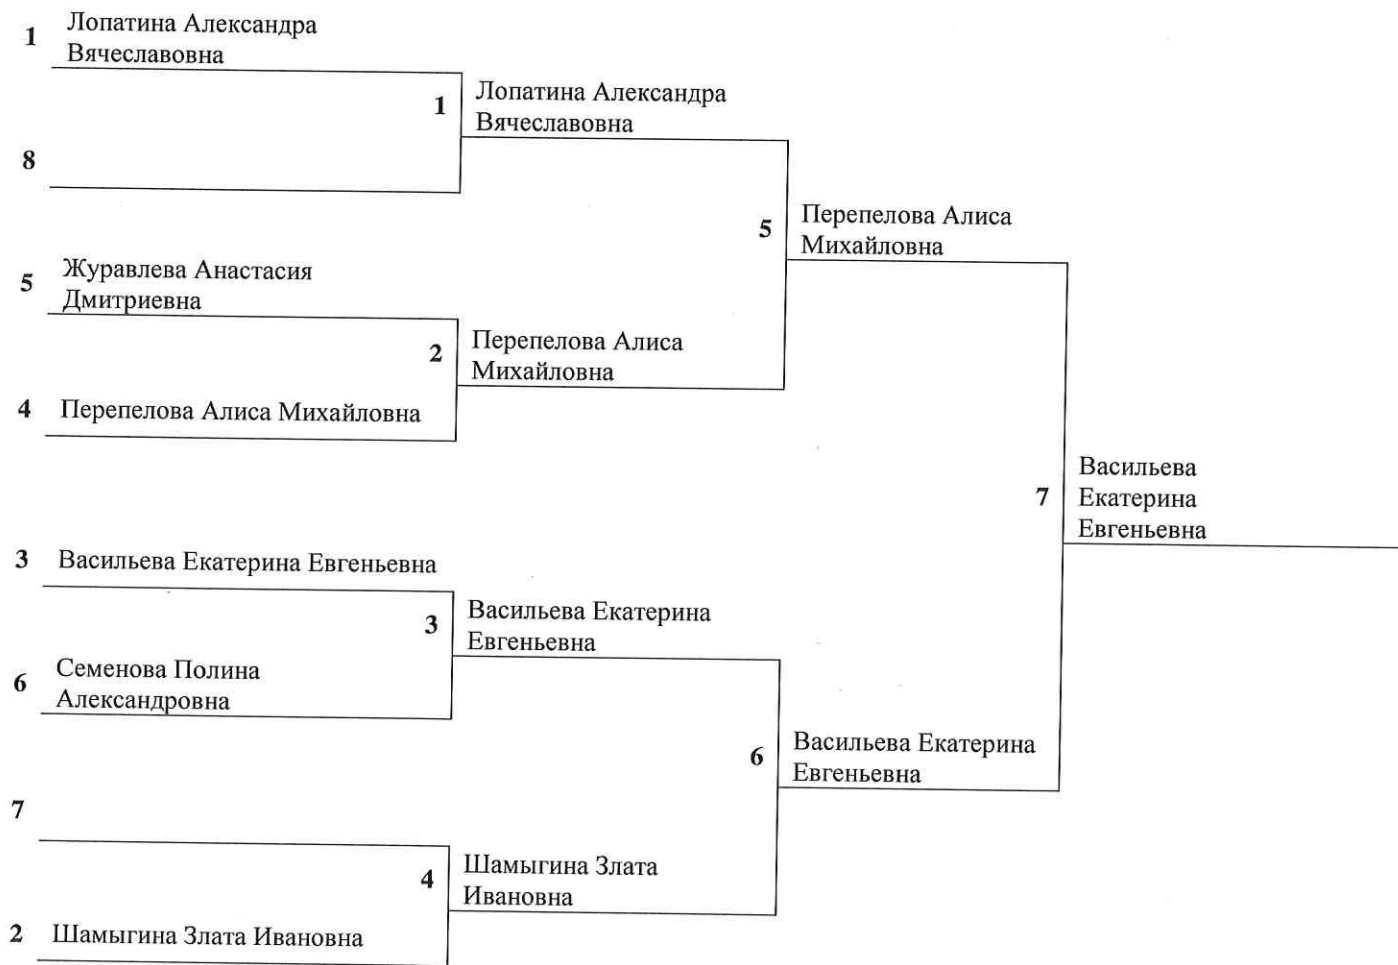 1
Лопатина Александра
Вячеславовна
1
Лопатина Александра
Вячеславовна
8
5
Перепелова Алиса
Михайловна
5
Журавлева Анастасия
Дмитриевна
2
Перепелова Алиса
Михайловна
4
Перепелова Алиса Михайловна
7
Васильева
Екатерина
Евгеньевна
3
Васильева Екатерина Евгеньевна
3
Васильева Екатерина
Евгеньевна
6
Семенова Полина
Александровна
6
Васильева Екатерина
Евгеньевна
7
4
Шамыгина Злата
Ивановна
2
Шамыгина Злата Ивановна